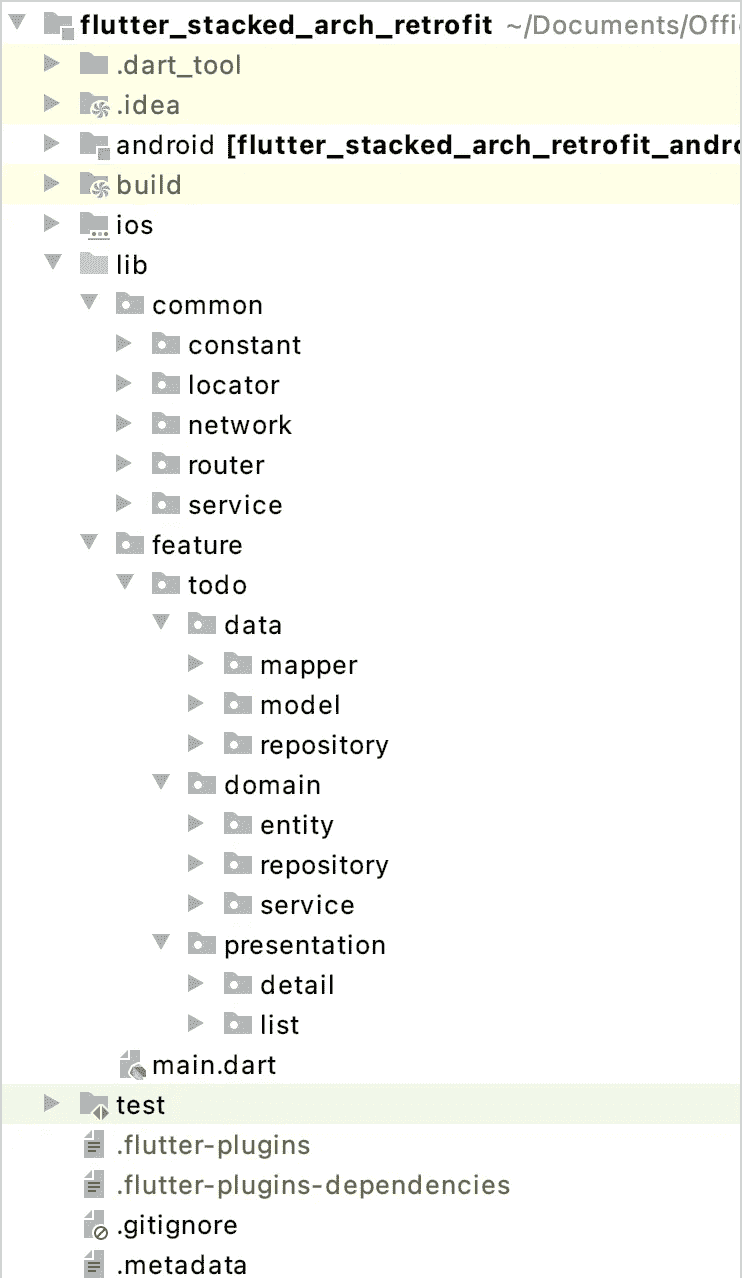 flutter_stacked_arch_retrofit ~/Documents/Offi
.dart_tool
.idea
android [flutter_stacked_arch_retrofit_andro
build
ios
lib
common
constant
locator
network
router
service
feature
todo
data
mapper
model
repository
domain
entity
repository
service
presentation
detail
list
main.dart
test
.flutter-plugins
.flutter-plugins-dependencies
.gitignore
.metadata